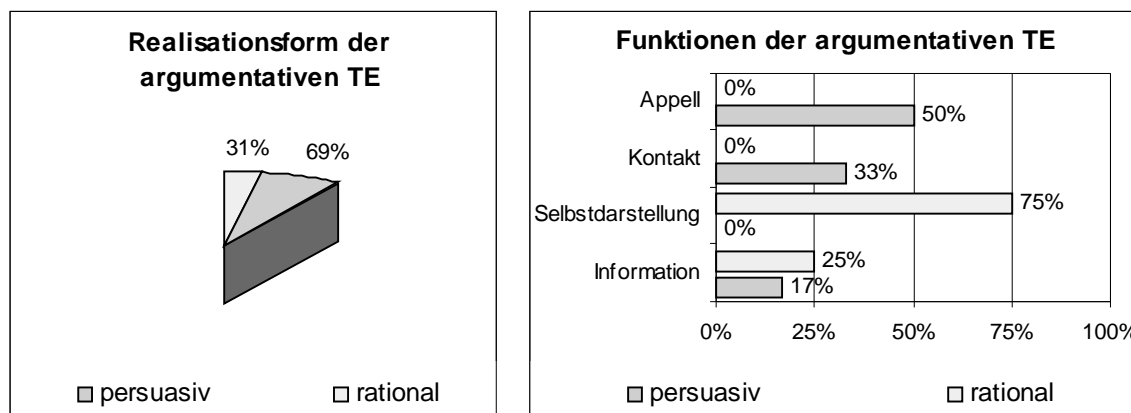 Realisationsform der
argumentativen TE
31%
69%
persuasiv
rational
Funktionen der argumentativen TE
Appell
0%
50%
Kontakt
0%
33%
Selbstdarstellung
75%
0%
Information
25%
17%
0% 25% 50% 75% 100%
persuasiv
rational